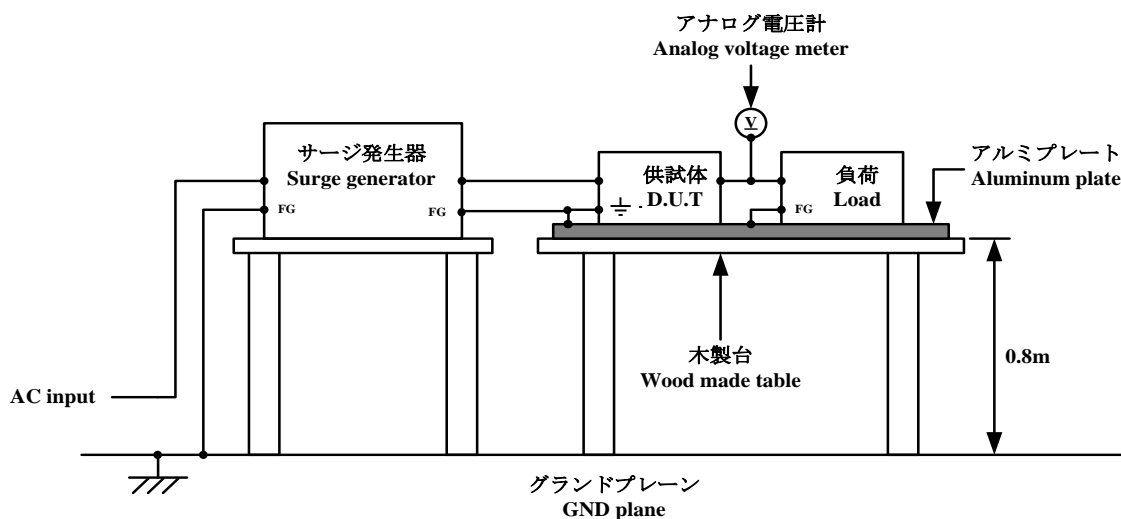 アナログ電圧計
Analog voltage meter
V
サージ発生器
Surge generator
FG
FG
供試体
D.U.T
負荷
Load
FG
アルミプレート
Aluminum plate
木製台
Wood made table
0.8m
AC input
グランドプレーン
GND plane